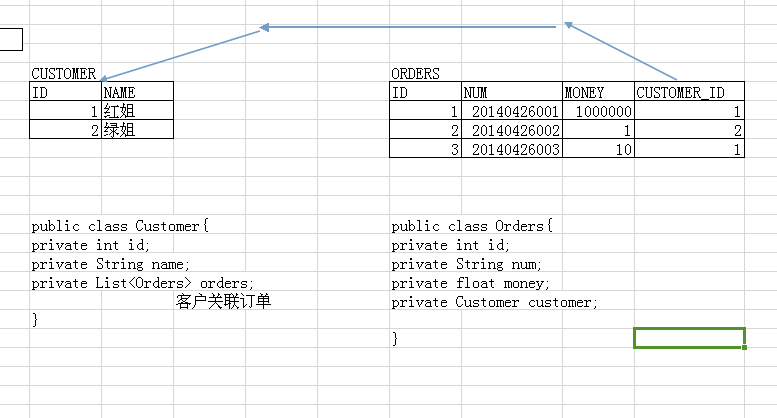 CUSTOMER
ID NAME
1 红姐
2 绿姐
ORDERS
ID NUM MONEY CUSTOMER_ID
1 20140426001 1000000 1
2 20140426002 1 2
3 20140426003 10 1
public class Customer{
private int id;
private String name;
private List<Orders> orders;
客户关联订单
}
public class Orders{
private int id;
private String num;
private float money;
private Customer customer;
}